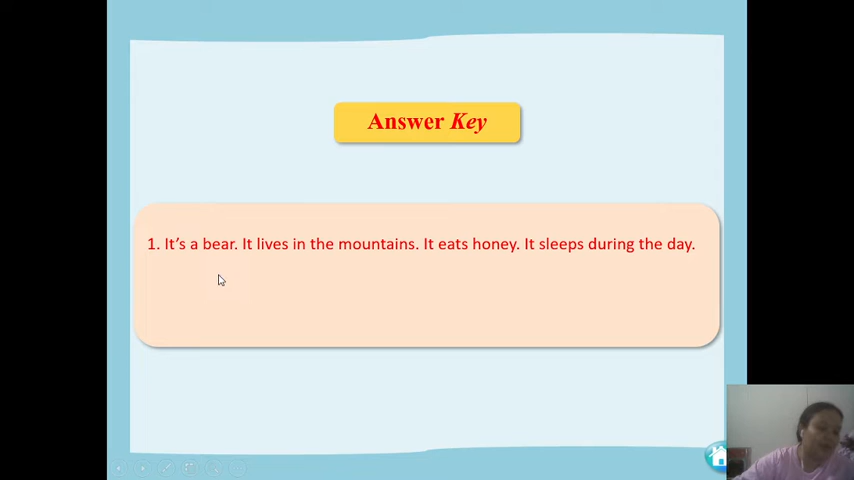 Answer Key
1. It’s a bear. It lives in the mountains. It eats honey. It sleeps during the day.